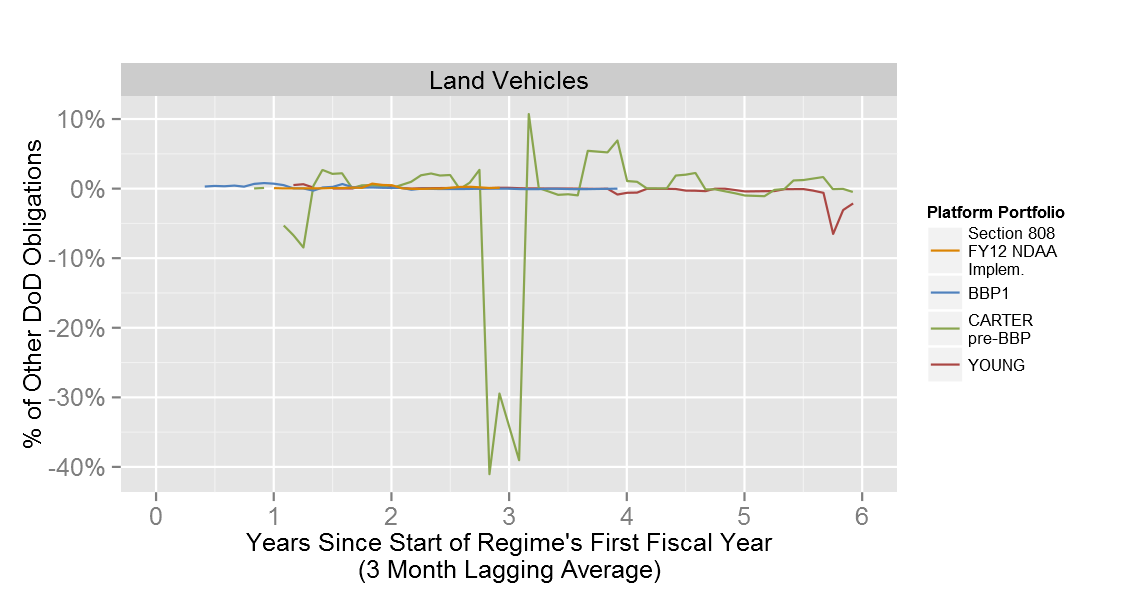 Land Vehicles
% of Other DoD Obligations
10%
0%
-10%
-20%
-30%
-40%
0 1 2 3 4 5 6
Years Since Start of Regime's First Fiscal Year
(3 Month Lagging Average)
Platform Portfolio
Section 808
FY12 NDAA
Implem.
BBP1
CARTER
pre-BBP
YOUNG